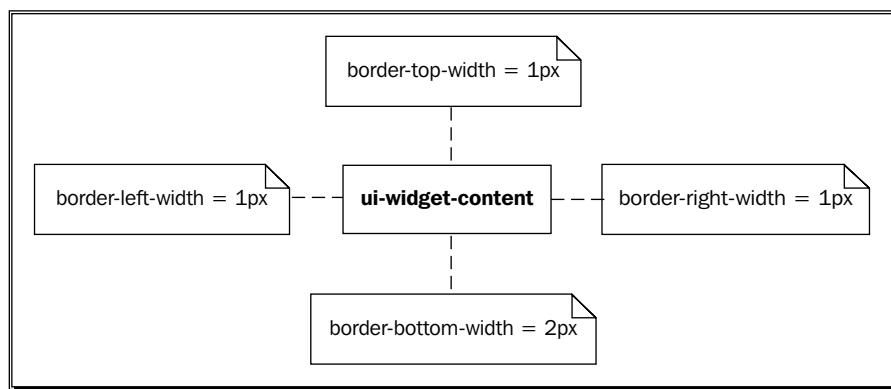 border-top-width = 1px
border-left-width = 1px
ui-widget-content
border-right-width = 1px
border-bottom-width = 2px